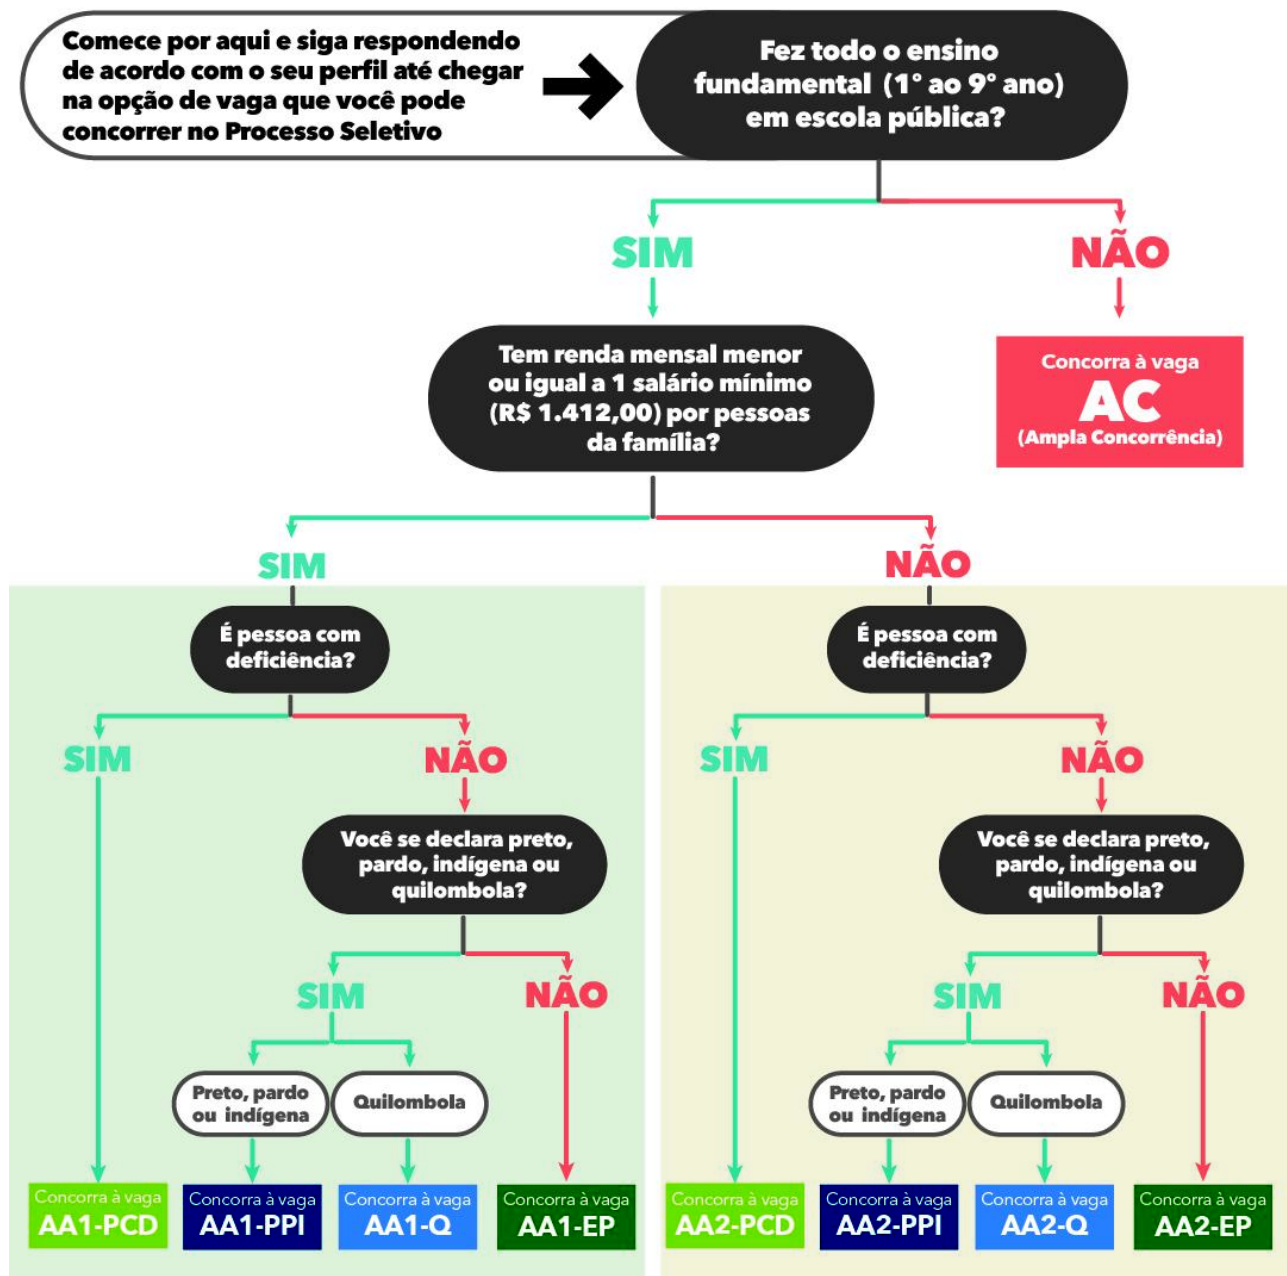 Comece por aqui e siga respondendo
de acordo com o seu perfil até chegar
na opção de vaga que você pode
concorrer no Processo Seletivo
Fez todo o ensino
fundamental (1º ao 9º ano)
em escola pública?
SIM
NÃO
Tem renda mensal menor
ou igual a 1 salário mínimo
(R$ 1.412,00) por pessoas
da família?
Concorra à vaga
AC
(Ampla Concorrência)
SIM
NÃO
É pessoa com
deficiência?
SIM
NÃO
Você se declara preto,
pardo, indígena ou
quilombola?
SIM
NÃO
Preto, pardo
ou indígena
Quilombola
Concorra à vaga
AA1-PCD
Concorra à vaga
AA1-PPI
Concorra à vaga
AA1-Q
Concorra à vaga
AA1-EP
É pessoa com
deficiência?
SIM
NÃO
Você se declara preto,
pardo, indígena ou
quilombola?
SIM
NÃO
Preto, pardo
ou indígena
Quilombola
Concorra à vaga
AA2-PCD
Concorra à vaga
AA2-PPI
Concorra à vaga
AA2-Q
Concorra à vaga
AA2-EP